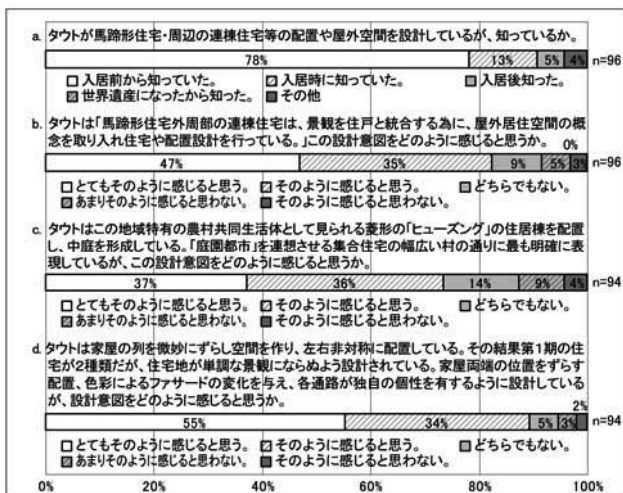 a. タウトが馬蹄形住宅・周辺の連棟住宅等の配置や屋外空間を設計しているが、知っているか。
78% 13% 5% 4% n=96
入居前から知っていた。 入居時に知っていた。 入居後知った。
世界遺産になったから知った。 その他
b. タウトは「馬蹄形住宅外周部の連棟住宅は、景観を住戸と統合する為に、屋外居住空間の概
念を取り入れ住宅や配置設計を行っている。」この設計意図をどのように感じると思うか。 0%
47% 35% 9% 5% 3% n=96
とてもそのように感じると思う。 そのように感じると思う。 どちらでもない。
あまりそのように感じと思わない。 そのように感じと思わない。
c. タウトはこの地域特有の農村共同生活体として見られる菱形の「ヒューズング」の住居棟を配置
し、中庭を形成している。「庭園都市」を連想させる集合住宅の幅広い村の通りに最も明確に表
現しているが、この設計意図をどのように感じると思うか。
37% 36% 14% 9% 4% n=94
とてもそのように感じると思う。 そのように感じると思う。 どちらでもない。
あまりそのように感じと思わない。 そのように感じと思わない。
d. タウトは家屋の列を微妙にずらし空間を作り、左右非対称に配置している。その結果第1期の住
宅が2種類だが、住宅地が単調な景観にならぬよう設計されている。家屋両端の位置をずらす
配置、色彩によるファサードの変化を与え、各通路が独自の個性を有するように設計している
が、設計意図をどのように感じると思うか。 2%
55% 34% 5% 3% n=94
とてもそのように感じると思う。 そのように感じると思う。 どちらでもない。
あまりそのように感じと思わない。 そのように感じと思わない。
0% 20% 40% 60% 80% 100%